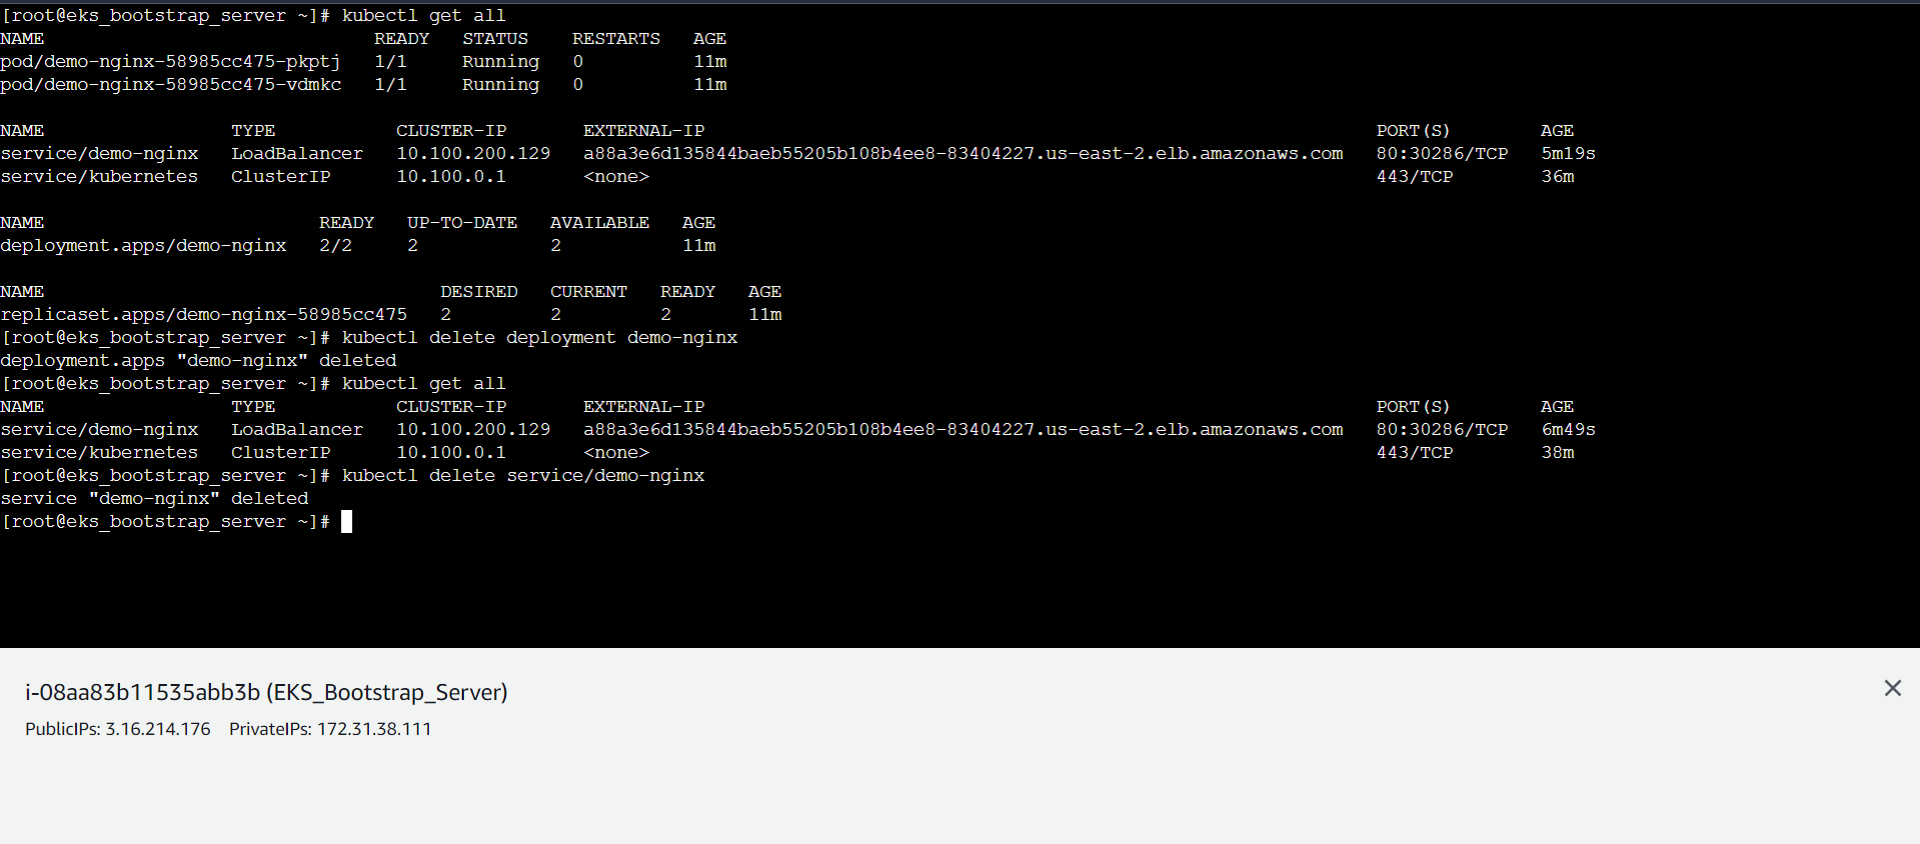 [root@eks_bootstrap_server ~]# kubectl get all
NAME                              READY   STATUS    RESTARTS   AGE
pod/demo-nginx-58985cc475-pkptj   1/1     Running   0          11m
pod/demo-nginx-58985cc475-vdmkc   1/1     Running   0          11m
NAME                 TYPE           CLUSTER-IP       EXTERNAL-IP                                                             PORT(S)        AGE
service/demo-nginx   LoadBalancer   10.100.200.129   a88a3e6d135844baeb55205b108b4ee8-83404227.us-east-2.elb.amazonaws.com   80:30286/TCP   5m19s
service/kubernetes   ClusterIP      10.100.0.1       <none>                                                                  443/TCP        36m
NAME                         READY   UP-TO-DATE   AVAILABLE   AGE
deployment.apps/demo-nginx   2/2     2            2           11m
NAME                                    DESIRED   CURRENT   READY   AGE
replicaset.apps/demo-nginx-58985cc475   2         2         2       11m
[root@eks_bootstrap_server ~]# kubectl delete deployment demo-nginx
deployment.apps "demo-nginx" deleted
[root@eks_bootstrap_server ~]# kubectl get all
NAME                 TYPE           CLUSTER-IP       EXTERNAL-IP                                                             PORT(S)        AGE
service/demo-nginx   LoadBalancer   10.100.200.129   a88a3e6d135844baeb55205b108b4ee8-83404227.us-east-2.elb.amazonaws.com   80:30286/TCP   6m49s
service/kubernetes   ClusterIP      10.100.0.1       <none>                                                                  443/TCP        38m
[root@eks_bootstrap_server ~]# kubectl delete service/demo-nginx
service "demo-nginx" deleted
[root@eks_bootstrap_server ~]#
i-08aa83b11535abb3b (EKS_Bootstrap_Server)
PublicIPs: 3.16.214.176 PrivateIPs: 172.31.38.111